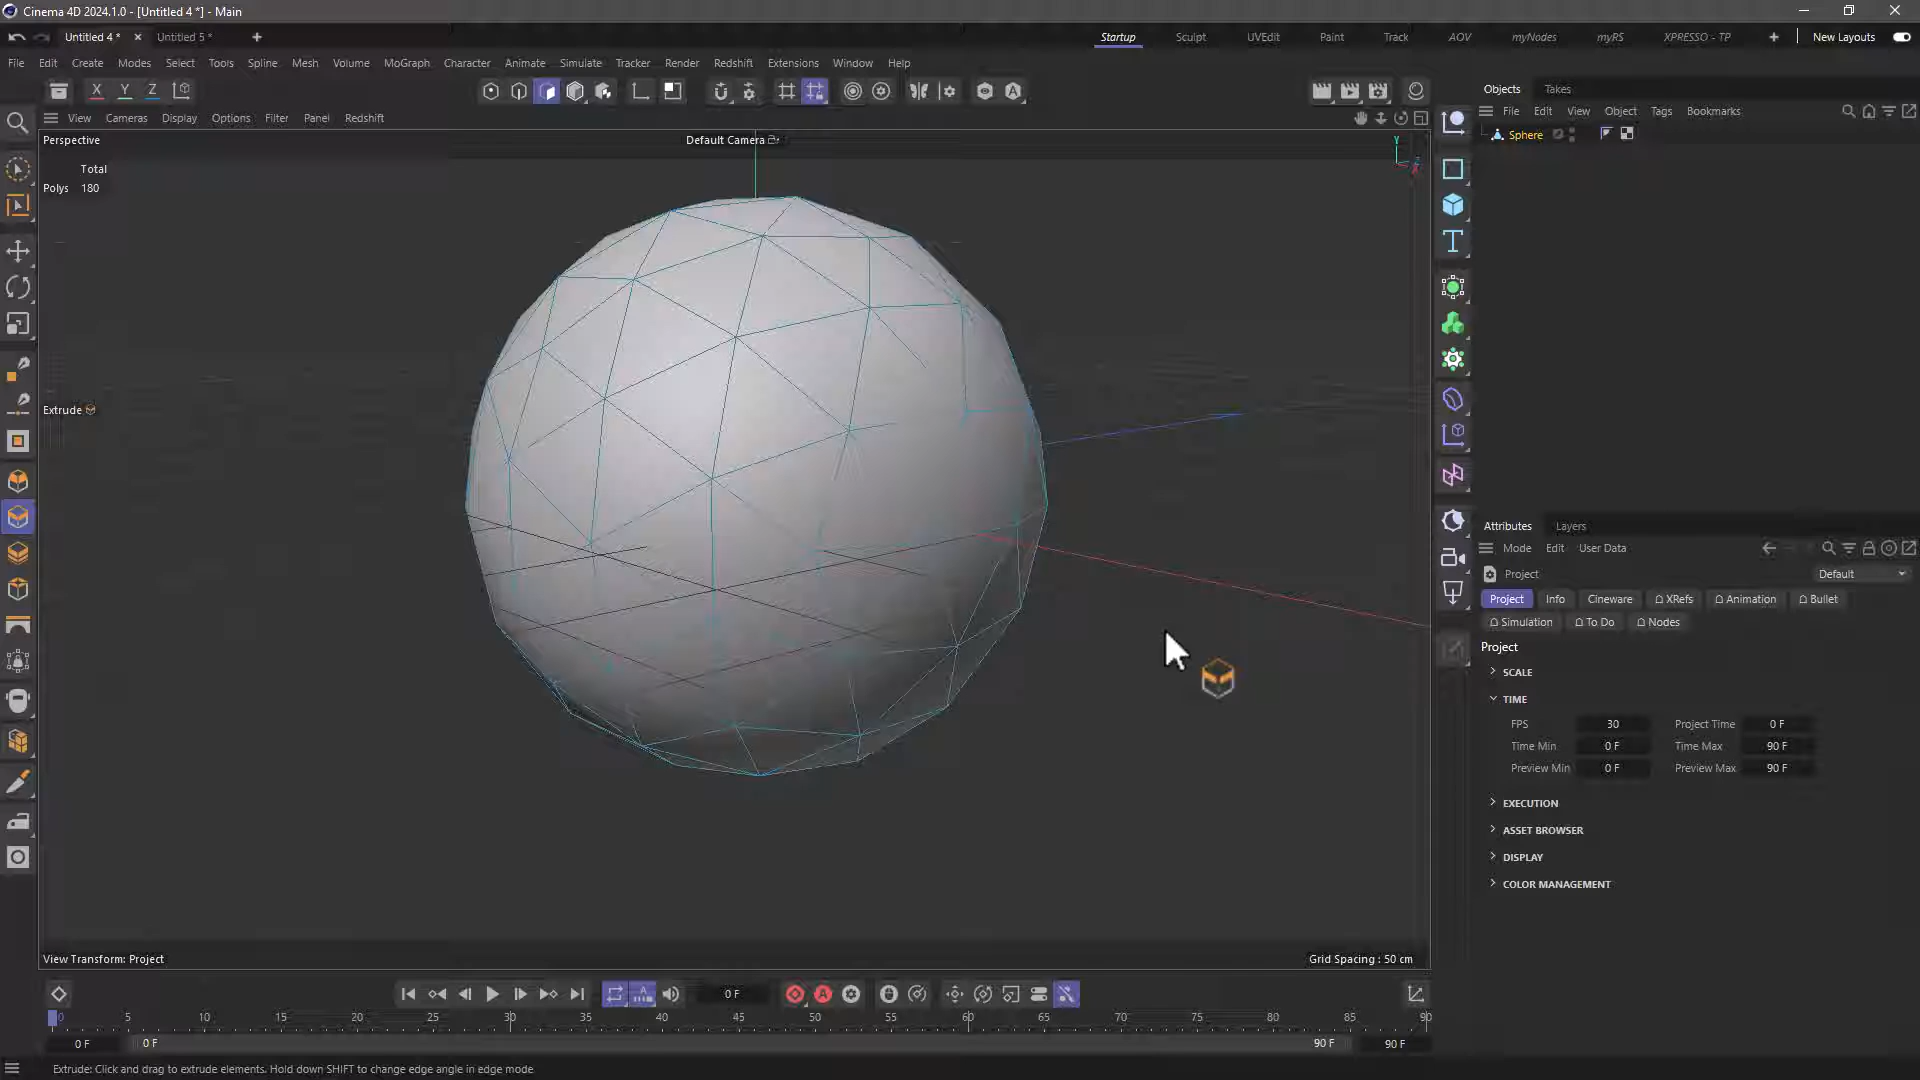 Cinema 4D 2024.1.0 - [Untitled 4 *] - Main
Untitled 4 * Untitled 5 *
Startup Sculpt UVEdit Paint Track AOV myNodes myRS XPRESSO - TP New Layouts
File Edit Create Modes Select Tools Spline Mesh Volume MoGraph Character Animate Simulate Tracker Render Redshift Extensions Window Help
X Y Z
View Cameras Display Options Filter Panel Redshift
Perspective
Default Camera
Y
X
Total
Polys 180
Extrude
View Transform: Project
Grid Spacing : 50 cm
Objects Takes
File Edit View Object Tags Bookmarks
Sphere
Attributes Layers
Mode Edit User Data
Project
Default
Project Info Cineware XRefs Animation Bullet
Simulation To Do Nodes
Project
SCALE
TIME
FPS 30 Project Time 0 F
Time Min 0 F Time Max 90 F
Preview Min 0 F Preview Max 90 F
EXECUTION
ASSET BROWSER
DISPLAY
COLOR MANAGEMENT
0 F
0 5 10 15 20 25 30 35 40 45 50 55 60 65 70 75 80 85 90
0 F 0 F 90 F 90 F
Extrude: Click and drag to extrude elements. Hold down SHIFT to change edge angle in edge mode